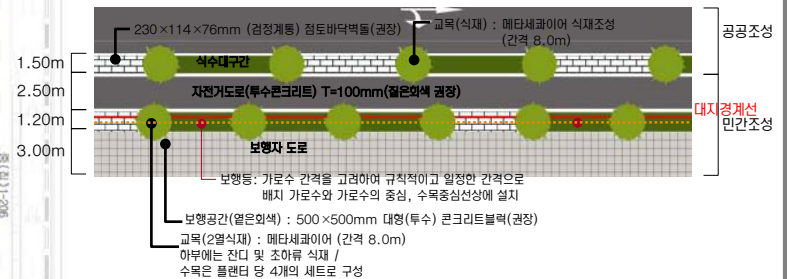 230×114×76mm (검정계통) 점토바닥벽돌(권장)
교목(식재) : 메타세콰이어 식재조성
(간격 8.0m)
공공조성
1.50m
식수대구간
2.50m
자전거도로(투수콘크리트) T=100mm(짙은회색 권장)
대지경계선
1.20m
민간조성
3.00m
보행자 도로
보행등: 가로수 간격을 고려하여 규칙적이고 일정한 간격으로
배치 가로수와 가로수의 중심, 수목중심선상에 설치
보행공간(옅은회색) : 500×500mm 대형(투수) 콘크리트블럭(권장)
교목(2열식재) : 메타세콰이어 (간격 8.0m)
하부에는 잔디 및 초하류 식재 /
수목은 플랜터 당 4개의 세트로 구성